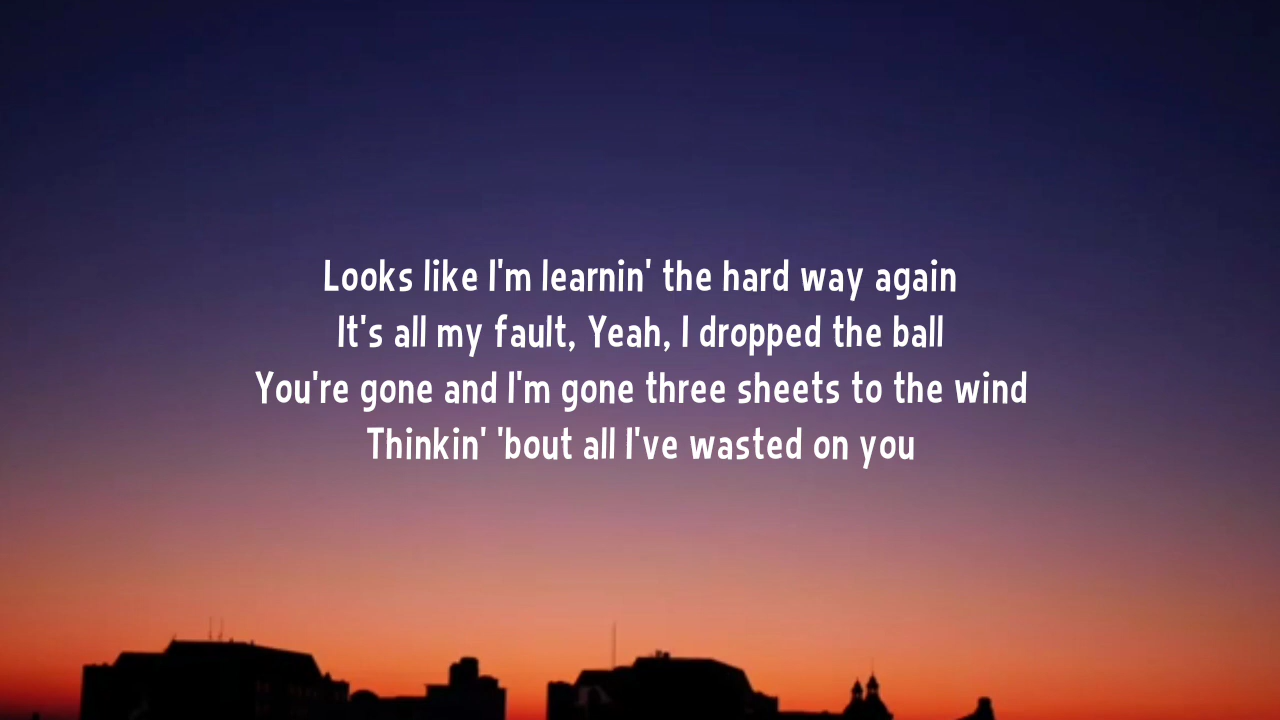 Looks like I'm learnin' the hard way again
It's all my fault, Yeah, I dropped the ball
You're gone and I'm gone three sheets to the wind
Thinkin' 'bout all I've wasted on you